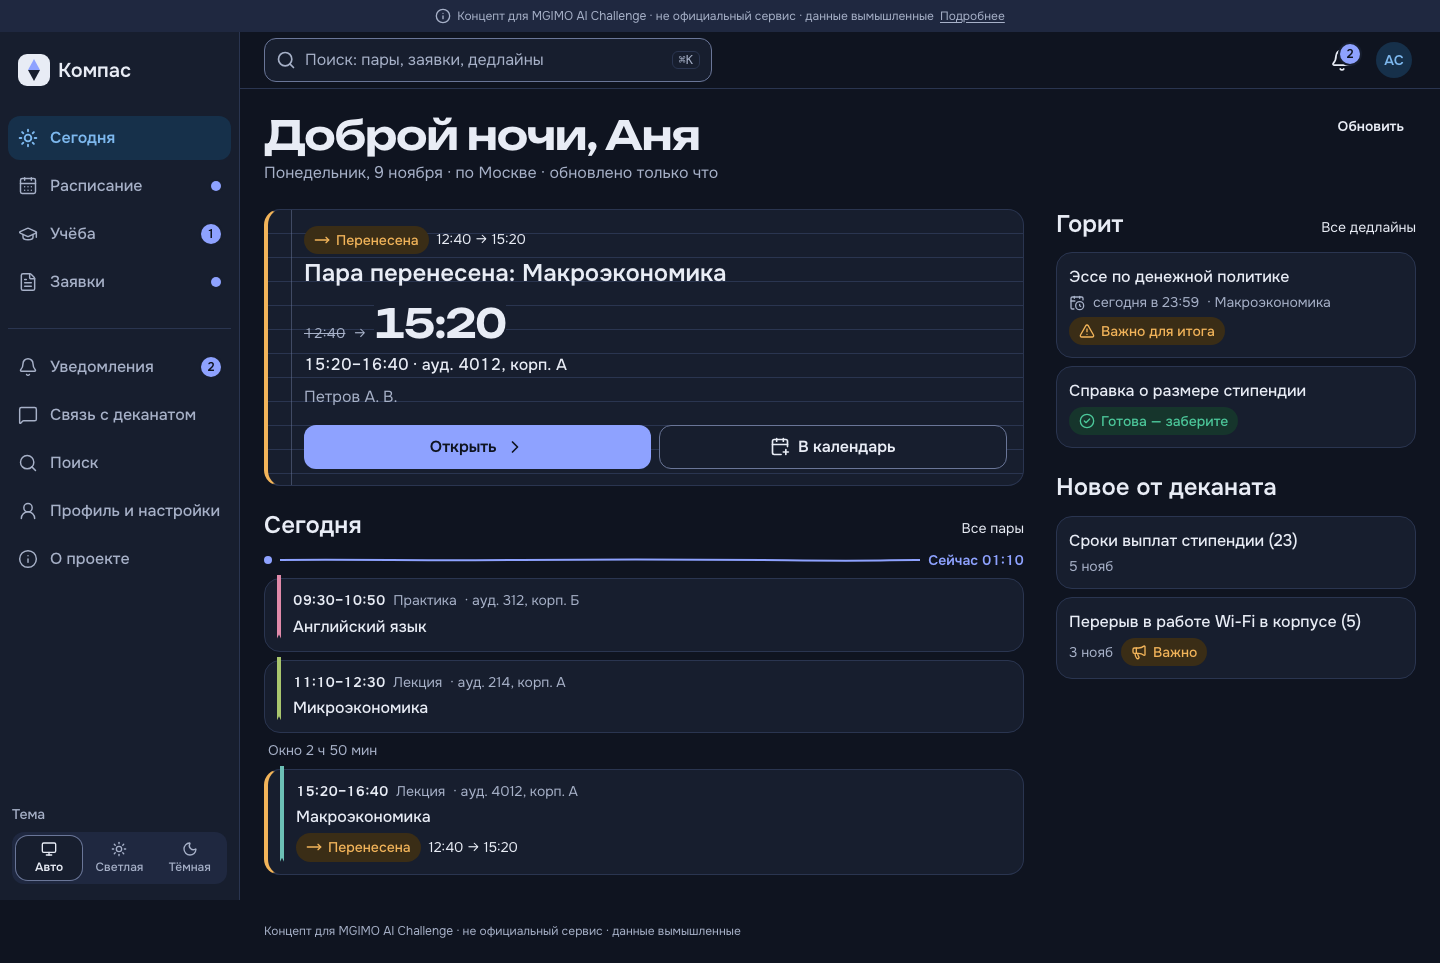 Концепт для MGIMO AI Challenge · не официальный сервис · данные вымышленные Подробнее
Компас
Поиск: пары, заявки, дедлайны
⌘K
2
АС
Сегодня
Расписание
Учёба
1
Заявки
Уведомления
2
Связь с деканатом
Поиск
Профиль и настройки
О проекте
Тема
Авто
Светлая
Тёмная
Доброй ночи, Аня
Обновить
Понедельник, 9 ноября · по Москве · обновлено только что
→ Перенесена 12:40 → 15:20
Пара перенесена: Макроэкономика
12:40 → 15:20
15:20–16:40 · ауд. 4012, корп. А
Петров А. В.
Открыть
В календарь
Сегодня
Все пары
Сейчас 01:10
09:30–10:50 Практика · ауд. 312, корп. Б
Английский язык
11:10–12:30 Лекция · ауд. 214, корп. А
Микроэкономика
Окно 2 ч 50 мин
15:20–16:40 Лекция · ауд. 4012, корп. А
Макроэкономика
→ Перенесена 12:40 → 15:20
Горит
Все дедлайны
Эссе по денежной политике
сегодня в 23:59 · Макроэкономика
Важно для итога
Справка о размере стипендии
Готова — заберите
Новое от деканата
Сроки выплат стипендии (23)
5 нояб
Перерыв в работе Wi-Fi в корпусе (5)
3 нояб Важно
Концепт для MGIMO AI Challenge · не официальный сервис · данные вымышленные